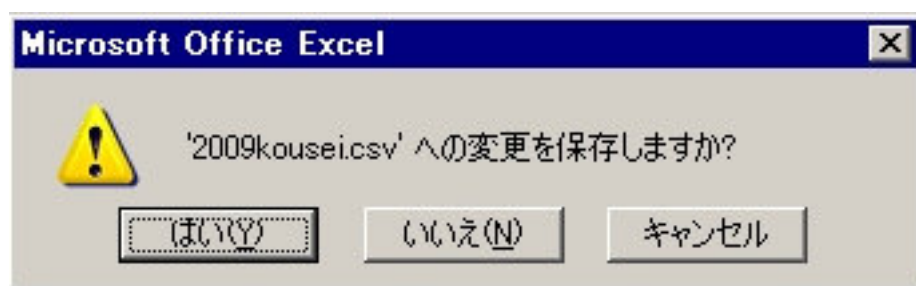 Microsoft Office Excel
'2009kousei.csv' への変更を保存しますか?
はい(Y) いいえ(N) キャンセル